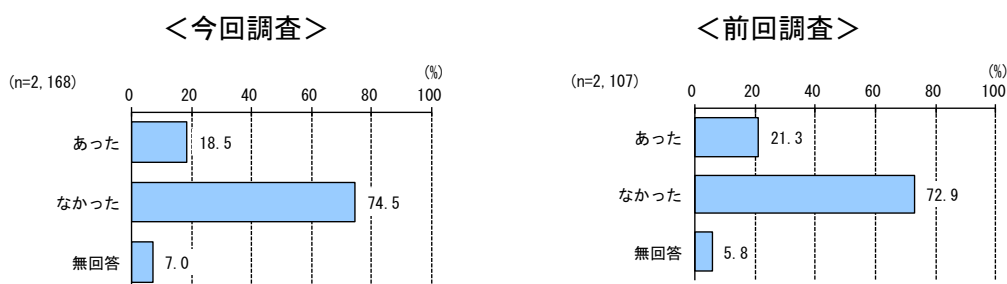 ＜今回調査＞
(n=2,168)
(%)
0 20 40 60 80 100
あった 18.5
なかった 74.5
無回答 7.0
＜前回調査＞
(n=2,107)
(%)
0 20 40 60 80 100
あった 21.3
なかった 72.9
無回答 5.8